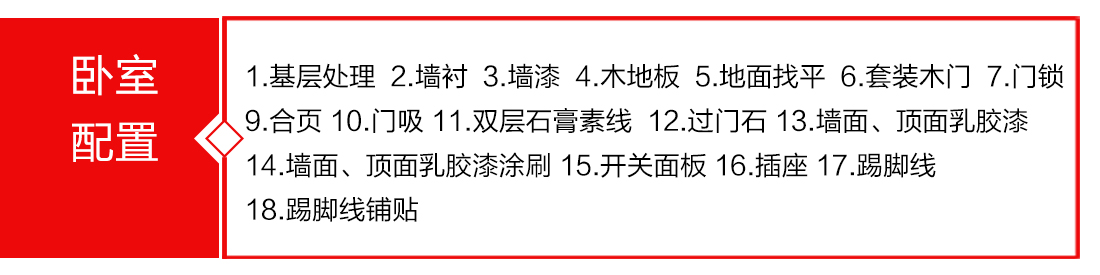 卧室
配置
1.基层处理 2.墙衬 3.墙漆 4.木地板 5.地面找平 6.套装木门 7.门锁
9.合页 10.门吸 11.双层石膏素线 12.过门石 13.墙面、顶面乳胶漆
14.墙面、顶面乳胶漆涂刷 15.开关面板 16.插座 17.踢脚线
18.踢脚线铺贴